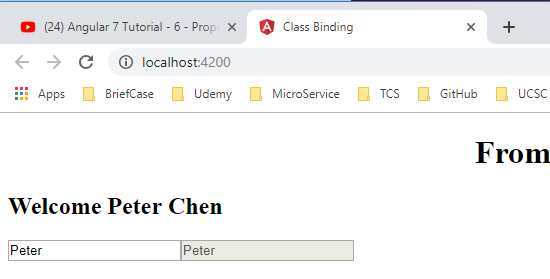 (24) Angular 7 Tutorial - 6 - Prop
Class Binding
localhost:4200
Apps BriefCase Udemy MicroService TCS GitHub UCSC
From
Welcome Peter Chen
Peter Peter